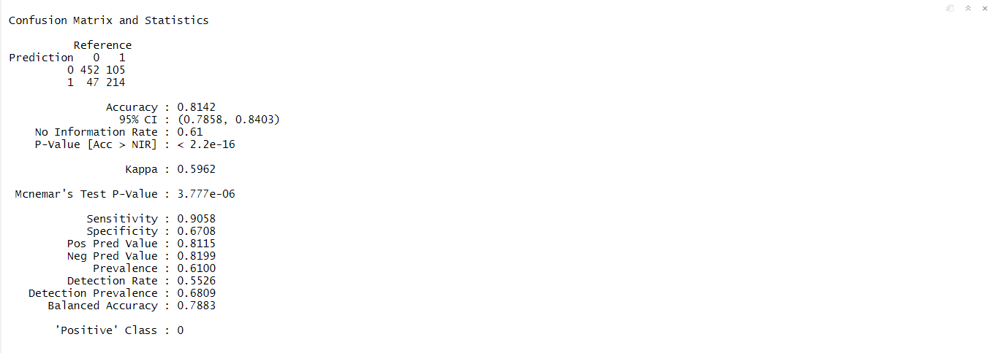 Confusion Matrix and Statistics
Reference
Prediction 0 1
0 452 105
1 47 214
Accuracy : 0.8142
95% CI : (0.7858, 0.8403)
No Information Rate : 0.61
P-Value [Acc > NIR] : < 2.2e-16
Kappa : 0.5962
Mcnemar's Test P-Value : 3.777e-06
Sensitivity : 0.9058
Specificity : 0.6708
Pos Pred Value : 0.8115
Neg Pred Value : 0.8199
Prevalence : 0.6100
Detection Rate : 0.5526
Detection Prevalence : 0.6809
Balanced Accuracy : 0.7883
'Positive' Class : 0